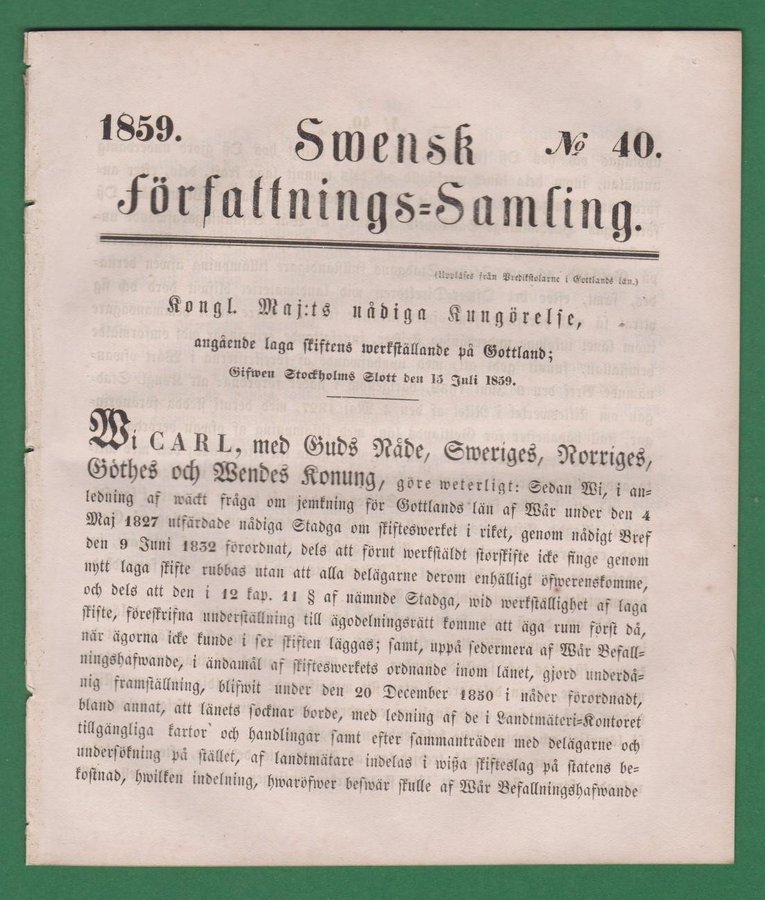 1859.
Swensk
№ 40.
Författnings-Samling.
(Uppläses från Predikstolarne i Gottlands län.)
Kongl. Maj:ts nådiga Kungörelse,
angående laga skiftens werkställande på Gottland;
Gifwen Stockholms Slott den 15 Juli 1859.
Wi CARL, med Guds Nåde, Sweriges, Norriges,
Göthes och Wendes Konung, göre weterligt: Sedan Wi, i an-
ledning af wäckt fråga om jemkning för Gottlands län af Wår under den 4
Maj 1827 utfärdade nådiga Stadga om skifteswerket i riket, genom nådigt Bref
den 9 Juni 1832 förordnat, dels att förut werkstäldt storskifte icke finge genom
nytt laga skifte rubbas utan att alla delägarne derom enhälligt öfwerenskomme,
och dels att den i 12 kap. 11 § af nämnde Stadga, wid werkställighet af laga
skifte, föreskrifna underställning till ägodelningsrätt komme att äga rum först då,
när ägorna icke kunde i sex skiften läggas; samt, uppå sedermera af Wår Befall-
ningshafwande, i ändamål af skifteswerkets ordnande inom länet, gjord underdå-
nig framställning, blifwit under den 20 December 1850 i nåder förordnadt,
bland annat, att länets socknar borde, med ledning af de i Landtmäteri-Kontoret
tillgängliga kartor och handlingar samt efter sammanträden med delägarne och
undersökning på stället, af landtmätare indelas i wißa skifteslag på statens be-
kostnad, hwilken indelning, hwaröfwer beswär skulle af Wår Befallningshafwande